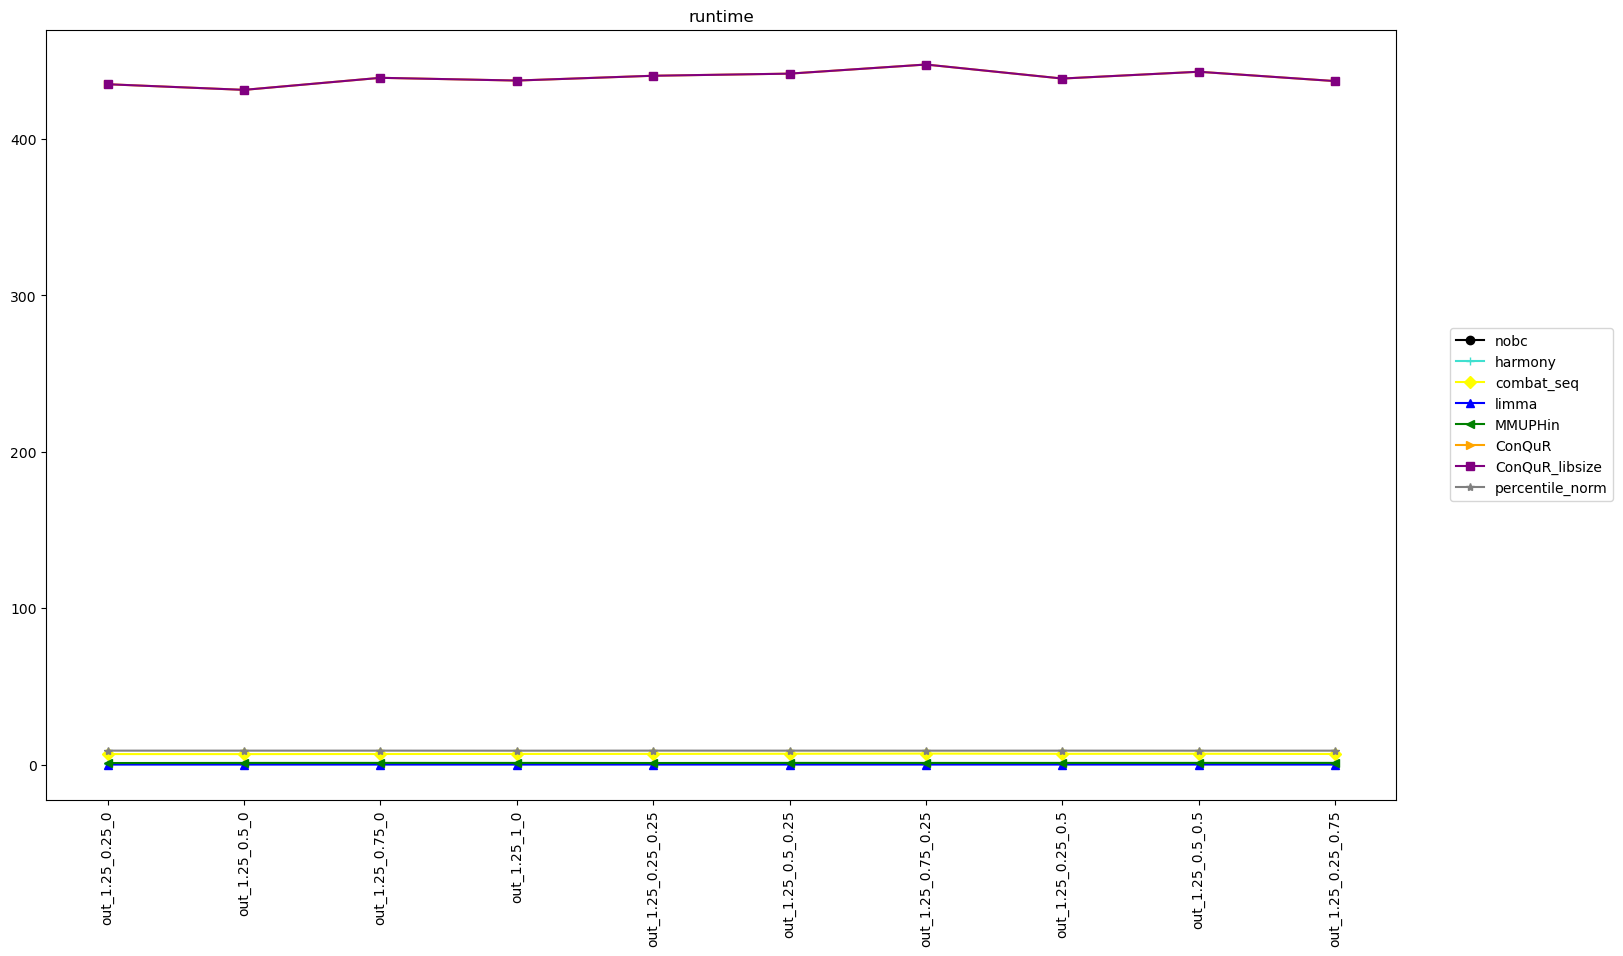 runtime
400
300
200
100
0
out_1.25_0.25_0
out_1.25_0.5_0
out_1.25_0.75_0
out_1.25_1_0
out_1.25_0.25_0.25
out_1.25_0.5_0.25
out_1.25_0.75_0.25
out_1.25_0.25_0.5
out_1.25_0.5_0.5
out_1.25_0.25_0.75
nobc
harmony
combat_seq
limma
MMUPHin
ConQuR
ConQuR_libsize
percentile_norm